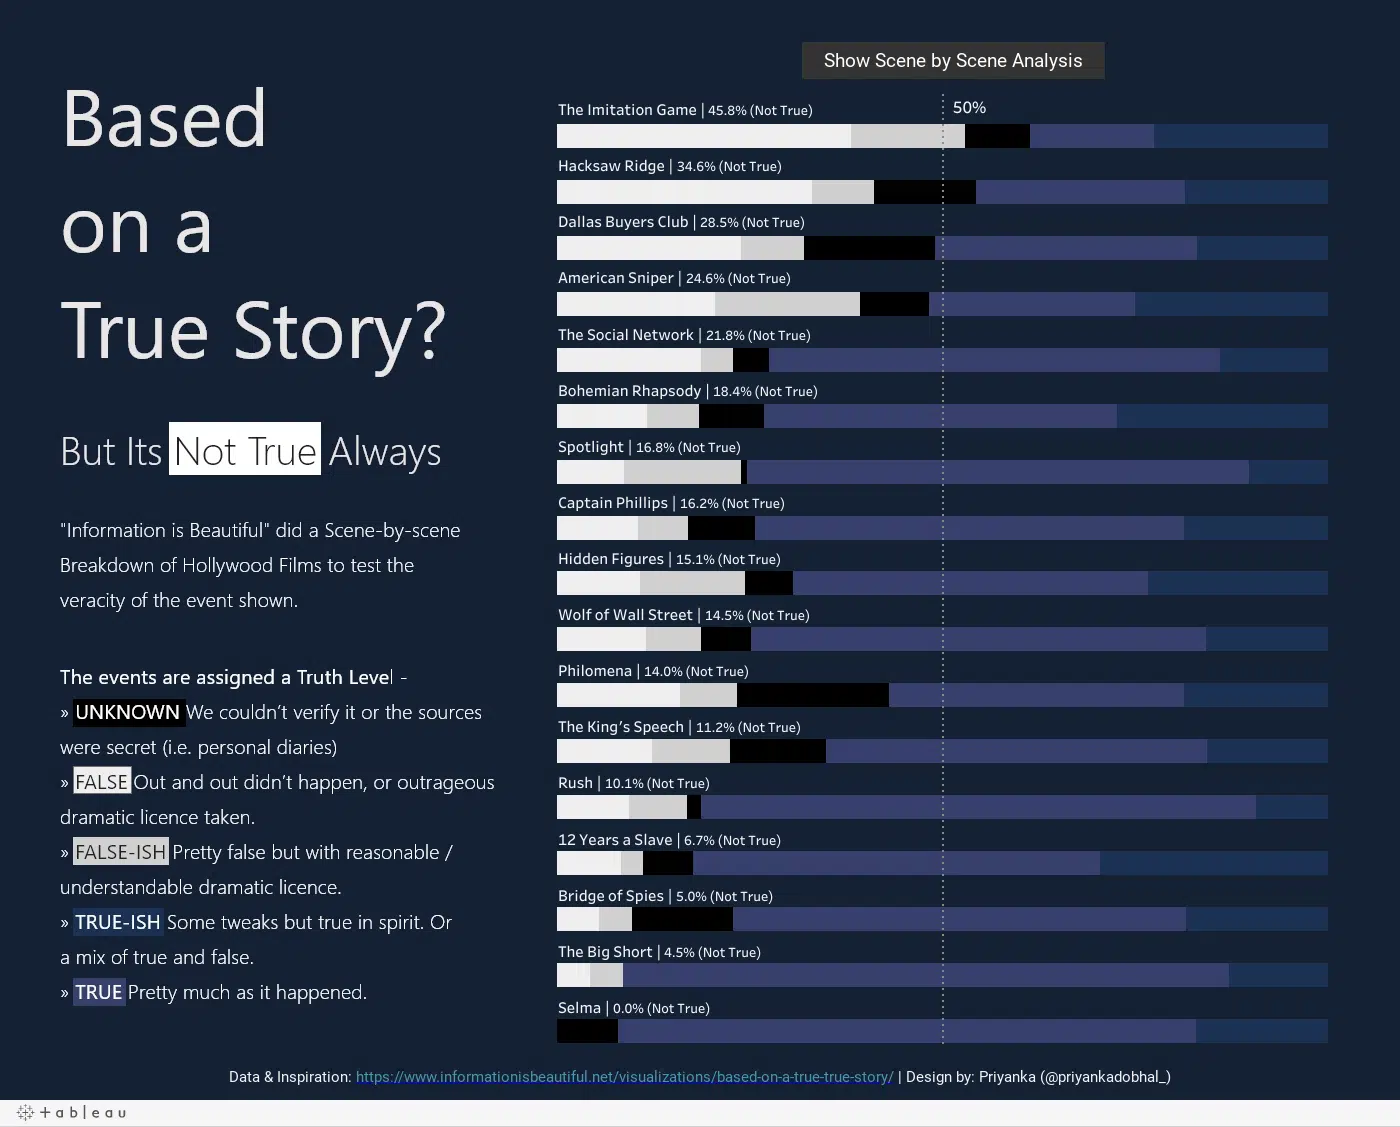 Based
on a
True Story?
But Its Not True Always
"Information is Beautiful" did a Scene-by-scene
Breakdown of Hollywood Films to test the
veracity of the event shown.
The events are assigned a Truth Level -
» UNKNOWN We couldn’t verify it or the sources
were secret (i.e. personal diaries)
» FALSE Out and out didn’t happen, or outrageous
dramatic licence taken.
» FALSE-ISH Pretty false but with reasonable /
understandable dramatic licence.
» TRUE-ISH Some tweaks but true in spirit. Or
a mix of true and false.
» TRUE Pretty much as it happened.
Show Scene by Scene Analysis
50%
The Imitation Game | 45.8% (Not True)
Hacksaw Ridge | 34.6% (Not True)
Dallas Buyers Club | 28.5% (Not True)
American Sniper | 24.6% (Not True)
The Social Network | 21.8% (Not True)
Bohemian Rhapsody | 18.4% (Not True)
Spotlight | 16.8% (Not True)
Captain Phillips | 16.2% (Not True)
Hidden Figures | 15.1% (Not True)
Wolf of Wall Street | 14.5% (Not True)
Philomena | 14.0% (Not True)
The King’s Speech | 11.2% (Not True)
Rush | 10.1% (Not True)
12 Years a Slave | 6.7% (Not True)
Bridge of Spies | 5.0% (Not True)
The Big Short | 4.5% (Not True)
Selma | 0.0% (Not True)
Data & Inspiration: https://www.informationisbeautiful.net/visualizations/based-on-a-true-true-story/ | Design by: Priyanka (@priyankadobhal_)
+ableau